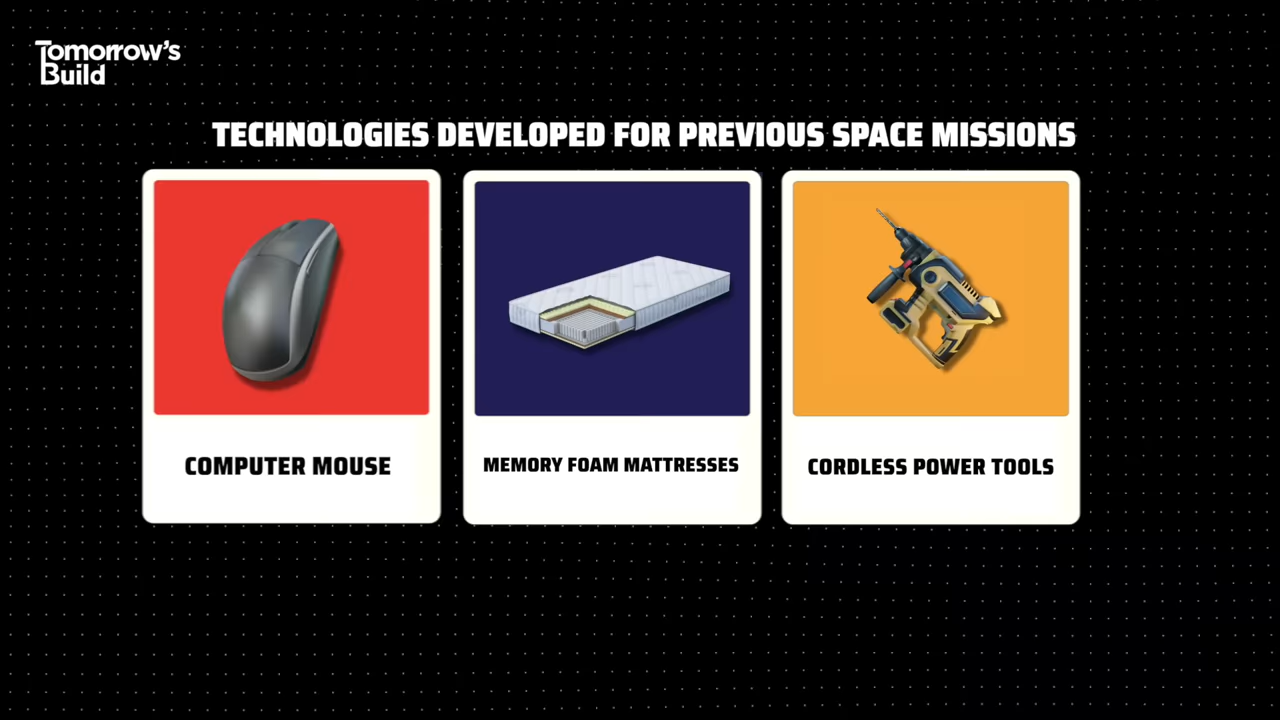 Tomorrow's
Build
TECHNOLOGIES DEVELOPED FOR PREVIOUS SPACE MISSIONS
COMPUTER MOUSE
MEMORY FOAM MATTRESSES
CORDLESS POWER TOOLS